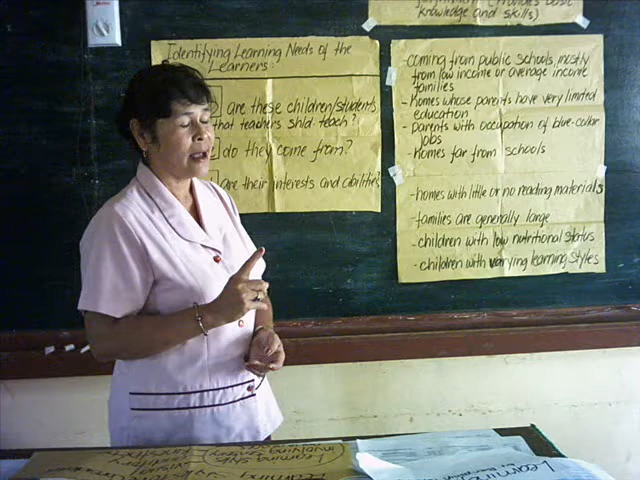 Identifying Learning Needs of the
Learners:
are these children/students
that teachers shld teach?
do they come from?
are their interests and abilities
knowledge and skills)
-coming from public schools, mostly
from low income or average income
families
- Homes whose parents have very limited
education
- parents with occupation of blue-collar
jobs
- Homes far from schools
-homes with little or no reading materials
families are generally large
-children with low nutritional status
- children with varying learning styles
Learning